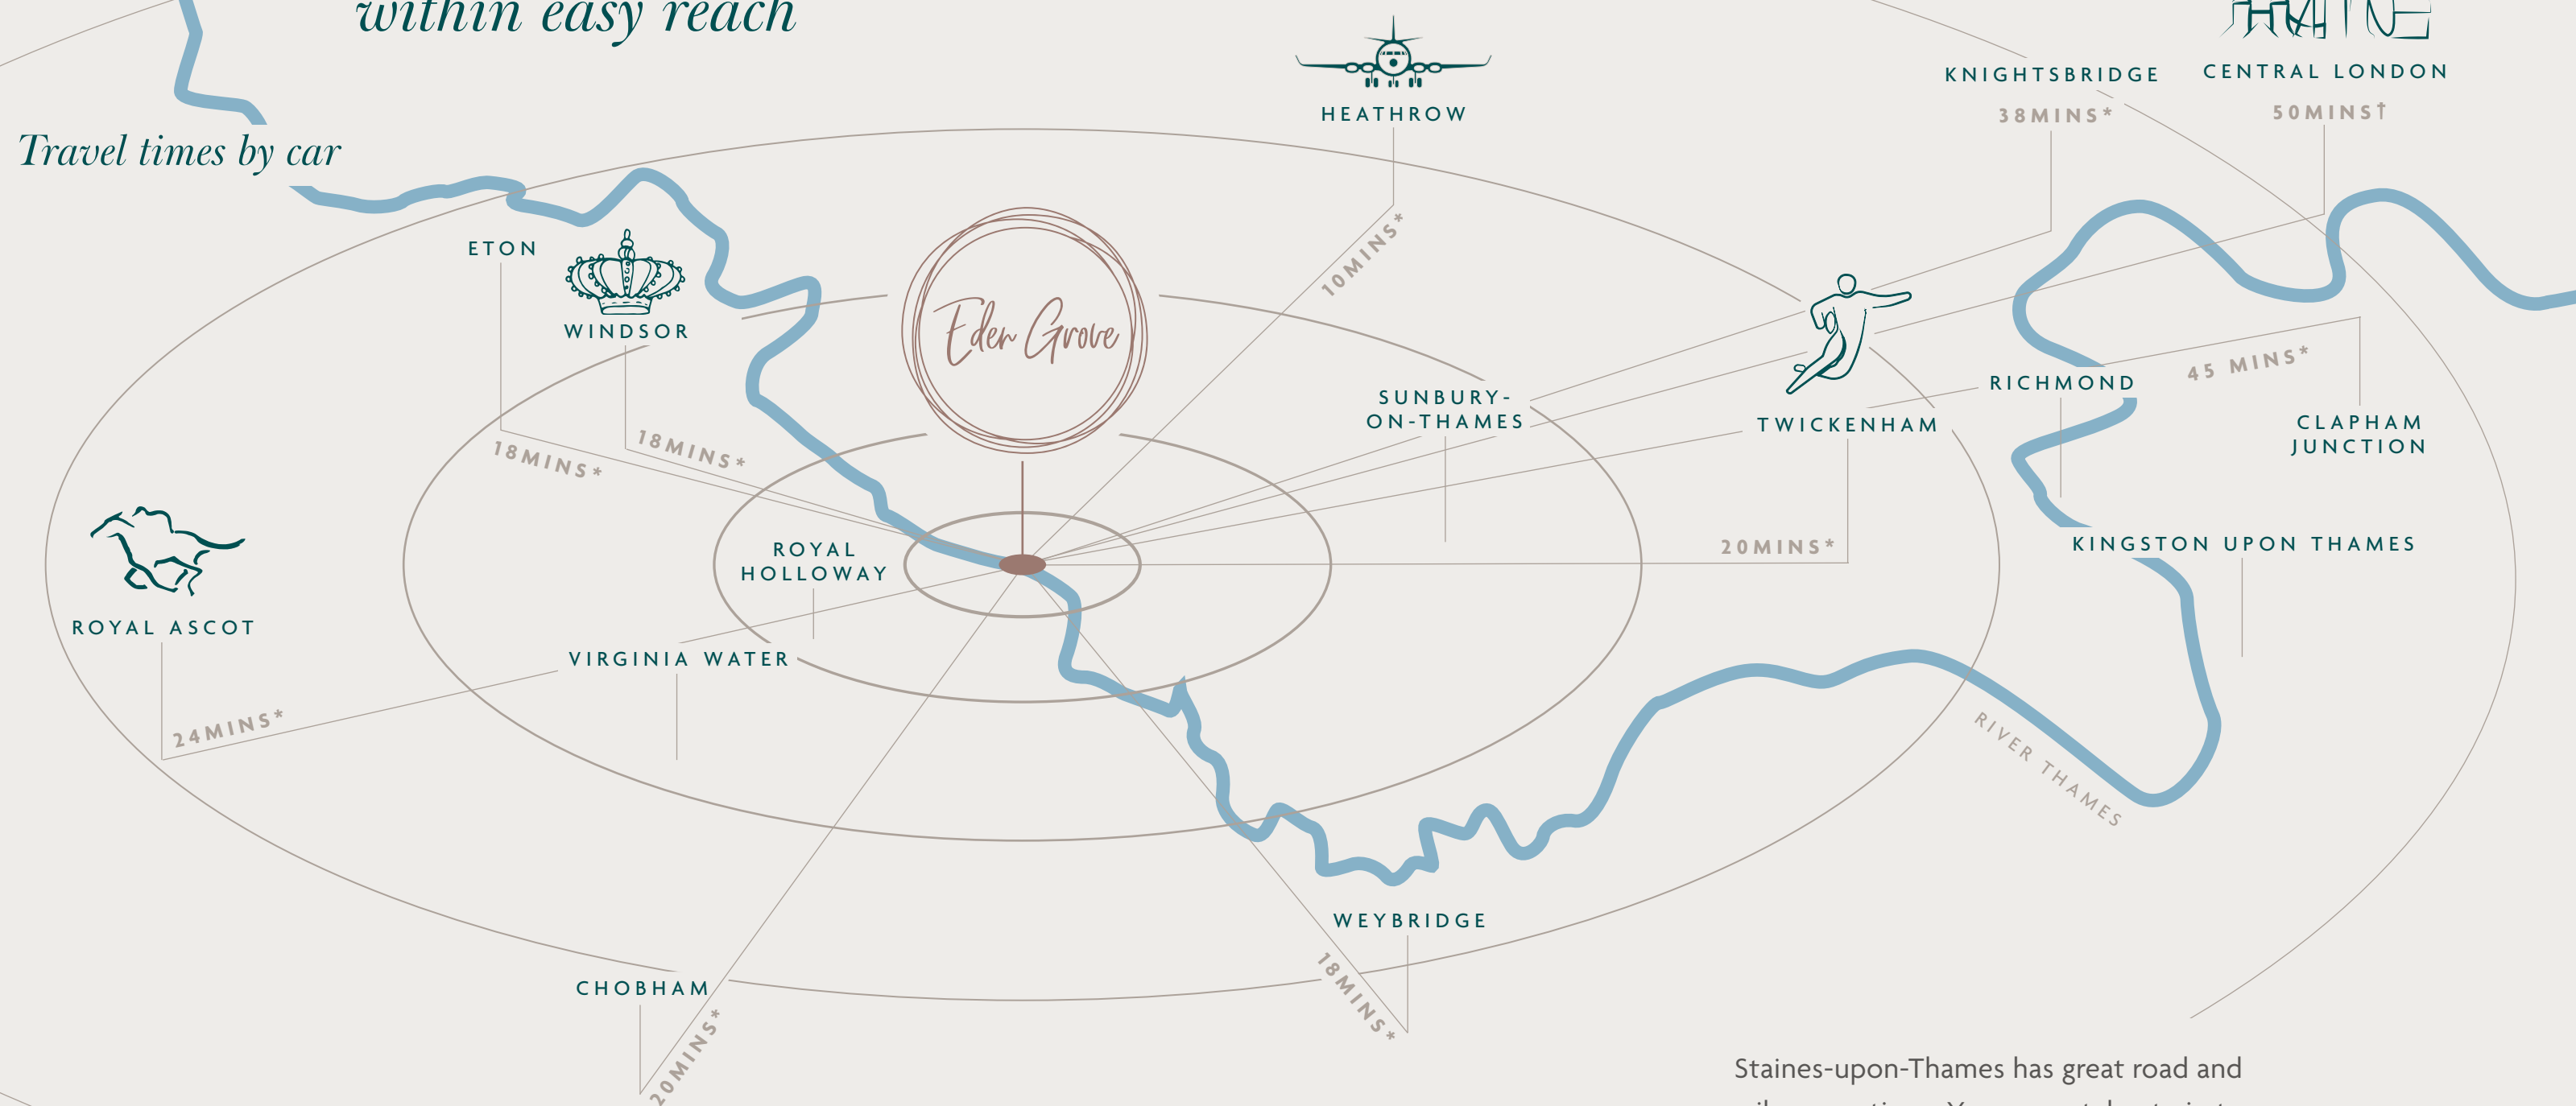 within easy reach
HEATHROW
KNIGHTSBRIDGE
38MINS*
CENTRAL LONDON
50MINS†
Travel times by car
ETON
WINDSOR
Eden Grove
10MINS*
18MINS*
18MINS*
SUNBURY-
ON-THAMES
TWICKENHAM
20MINS*
RICHMOND
45 MINS*
CLAPHAM
JUNCTION
KINGSTON UPON THAMES
ROYAL
HOLLOWAY
ROYAL ASCOT
24MINS*
VIRGINIA WATER
RIVER THAMES
WEYBRIDGE
18MINS*
CHOBHAM
20MINS*
Staines-upon-Thames has great road and